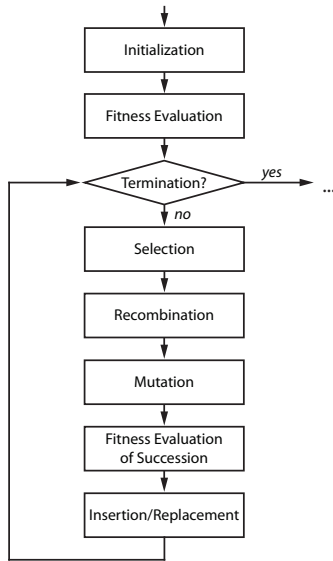 Initialization
Fitness Evaluation
Termination?
yes
...
no
Selection
Recombination
Mutation
Fitness Evaluation
of Succession
Insertion/Replacement